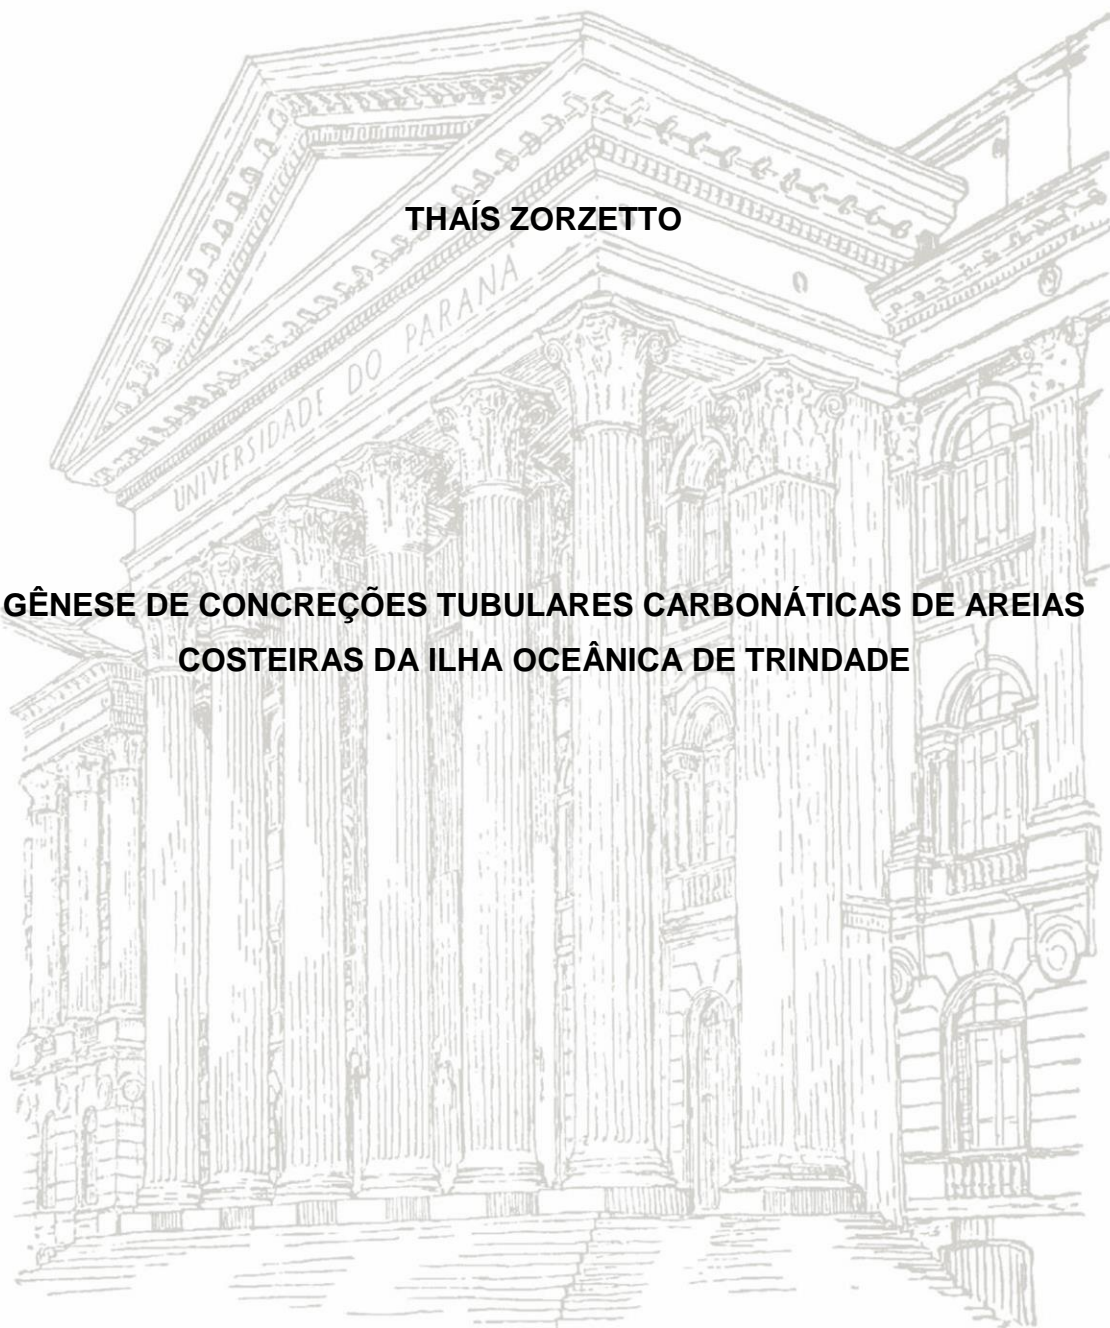 THAÍS ZORZETTO
UNIVERSIDADE DO PARANÁ
GÊNESE DE CONCREÇÕES TUBULARES CARBONÁTICAS DE AREIAS
COSTEIRAS DA ILHA OCEÂNICA DE TRINDADE